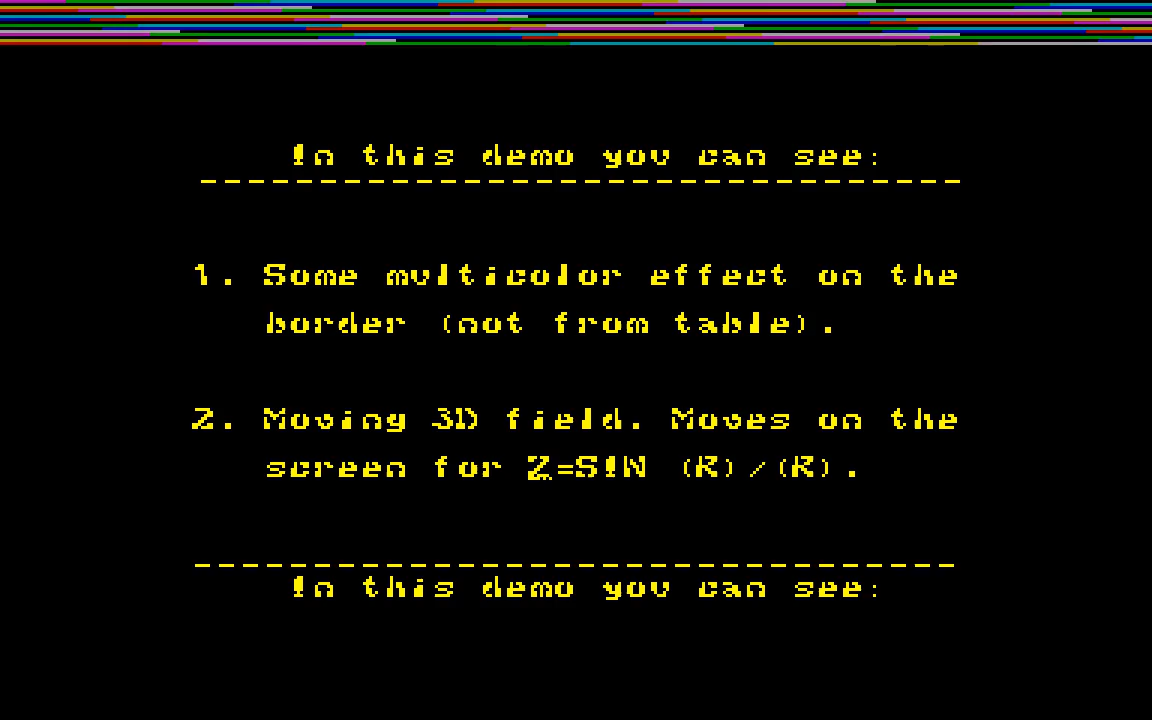 In this demo you can see:
--------------------------------
1. Some multicolor effect on the
border (not from table).
2. Moving 3D field. Moves on the
screen for Z=SIN (R)/(R).
--------------------------------
In this demo you can see: